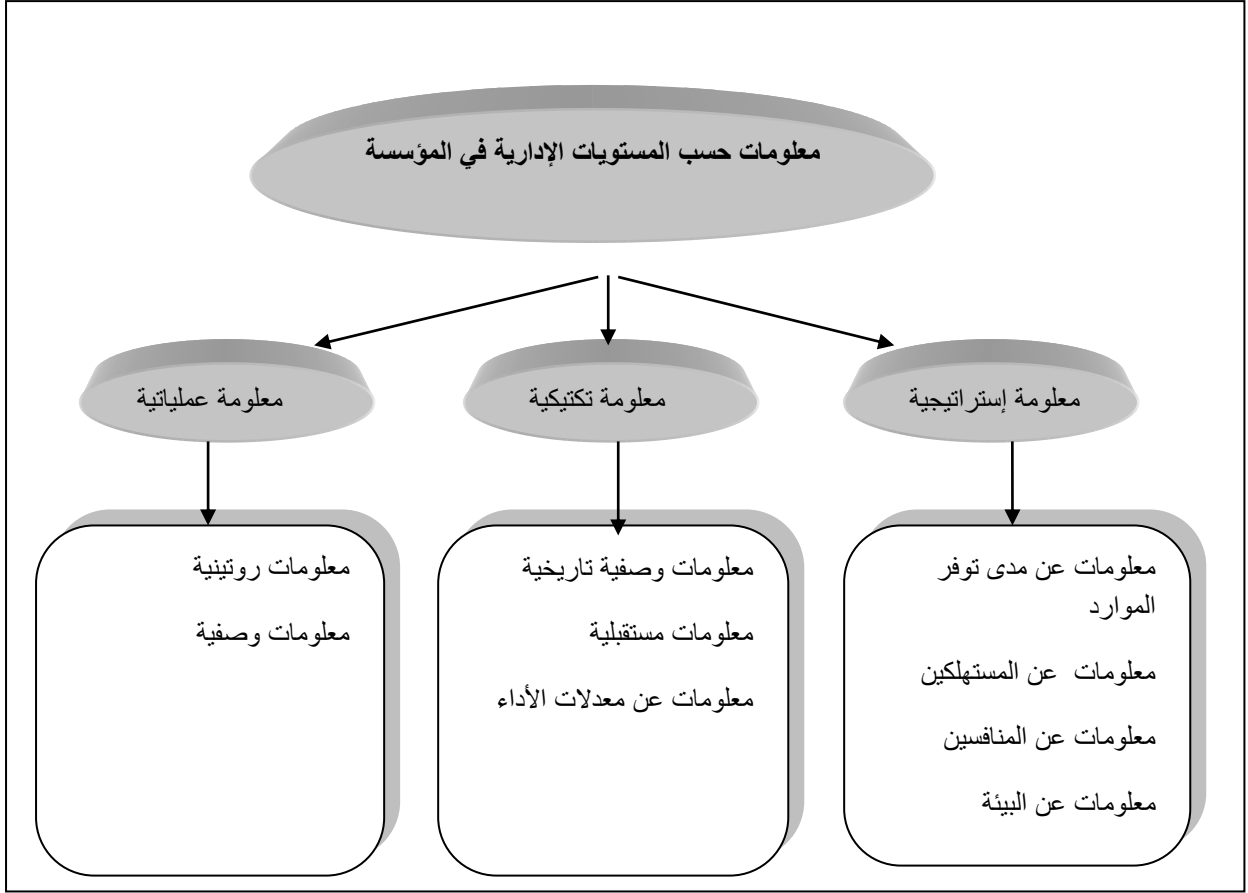 معلومات حسب المستويات الإدارية في المؤسسة
معلومة إستراتيجية
معلومة تكتيكية
معلومة عملياتية
معلومات عن مدى توفر
الموارد
معلومات عن المستهلكين
معلومات عن المنافسين
معلومات عن البيئة
معلومات وصفية تاريخية
معلومات مستقبلية
معلومات عن معدلات الأداء
معلومات روتينية
معلومات وصفية